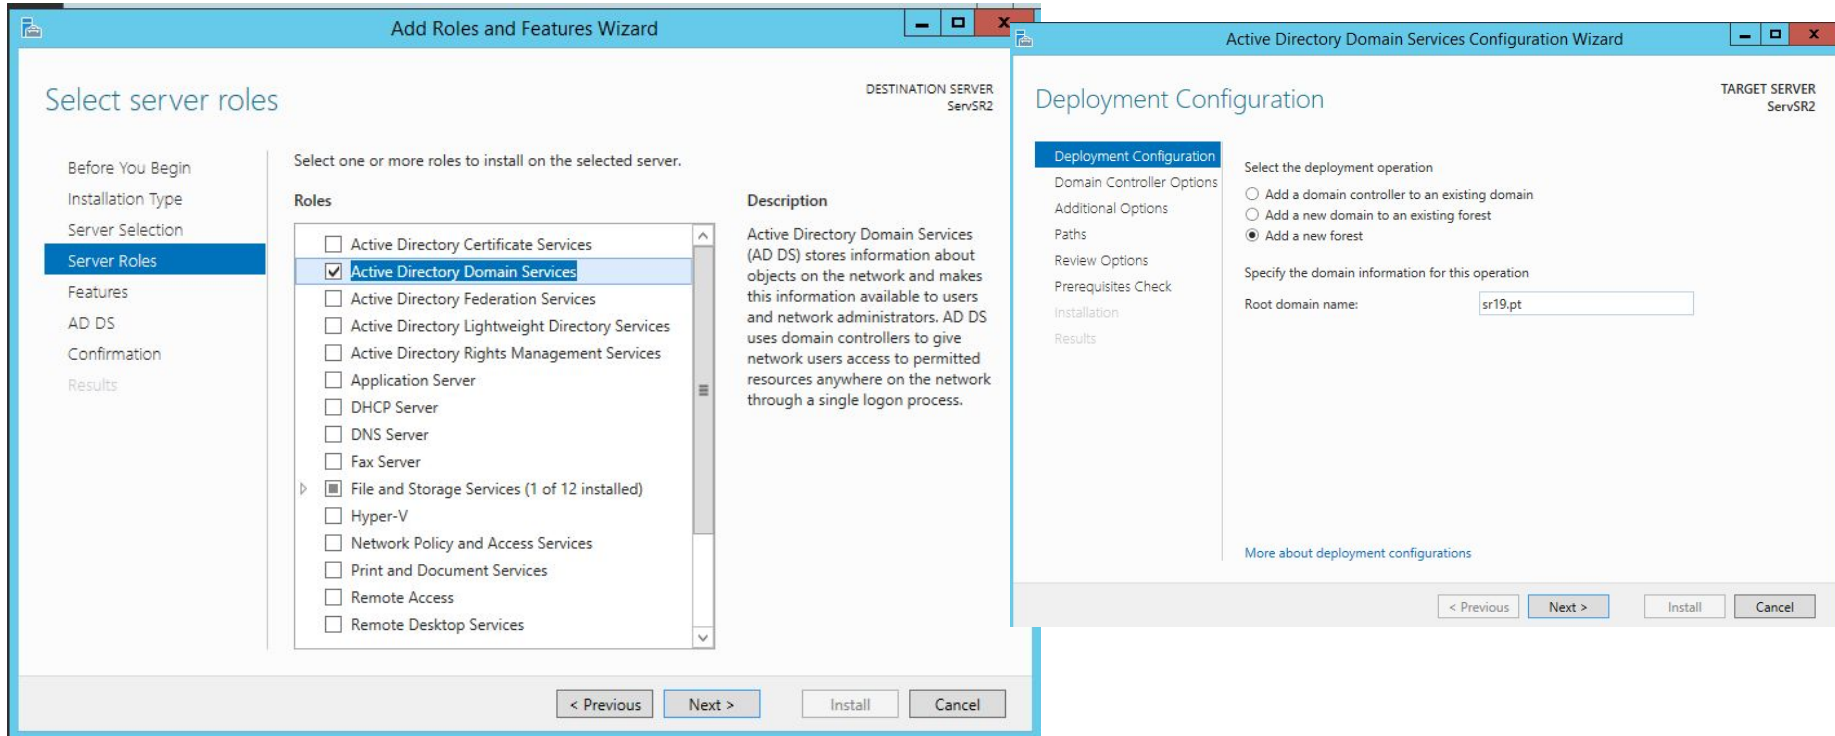 Add Roles and Features Wizard
Select server roles
DESTINATION SERVER
ServSR2
Before You Begin
Installation Type
Server Selection
Server Roles
Features
AD DS
Confirmation
Results
Select one or more roles to install on the selected server.
Roles
Active Directory Certificate Services
Active Directory Domain Services
Active Directory Federation Services
Active Directory Lightweight Directory Services
Active Directory Rights Management Services
Application Server
DHCP Server
DNS Server
Fax Server
File and Storage Services (1 of 12 installed)
Hyper-V
Network Policy and Access Services
Print and Document Services
Remote Access
Remote Desktop Services
Description
Active Directory Domain Services
(AD DS) stores information about
objects on the network and makes
this information available to users
and network administrators. AD DS
uses domain controllers to give
network users access to permitted
resources anywhere on the network
through a single logon process.
< Previous
Next >
Install
Cancel
Active Directory Domain Services Configuration Wizard
Deployment Configuration
TARGET SERVER
ServSR2
Deployment Configuration
Domain Controller Options
Additional Options
Paths
Review Options
Prerequisites Check
Installation
Results
Select the deployment operation
Add a domain controller to an existing domain
Add a new domain to an existing forest
Add a new forest
Specify the domain information for this operation
Root domain name: sr19.pt
More about deployment configurations
< Previous
Next >
Install
Cancel